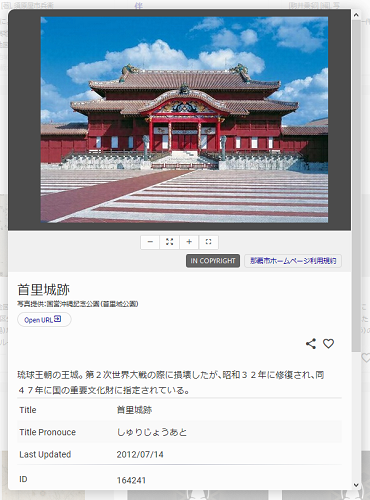 IN COPYRIGHT
那覇市ホームページ利用規約
首里城跡
写真提供:国営沖縄記念公園(首里城公園)
Open URL
琉球王朝の王城。第２次世界大戦の際に損壊したが、昭和３２年に修復され、同
４７年に国の重要文化財に指定されている。
Title 首里城跡
Title Pronouce しゅりじょうあと
Last Updated 2012/07/14
ID 164241